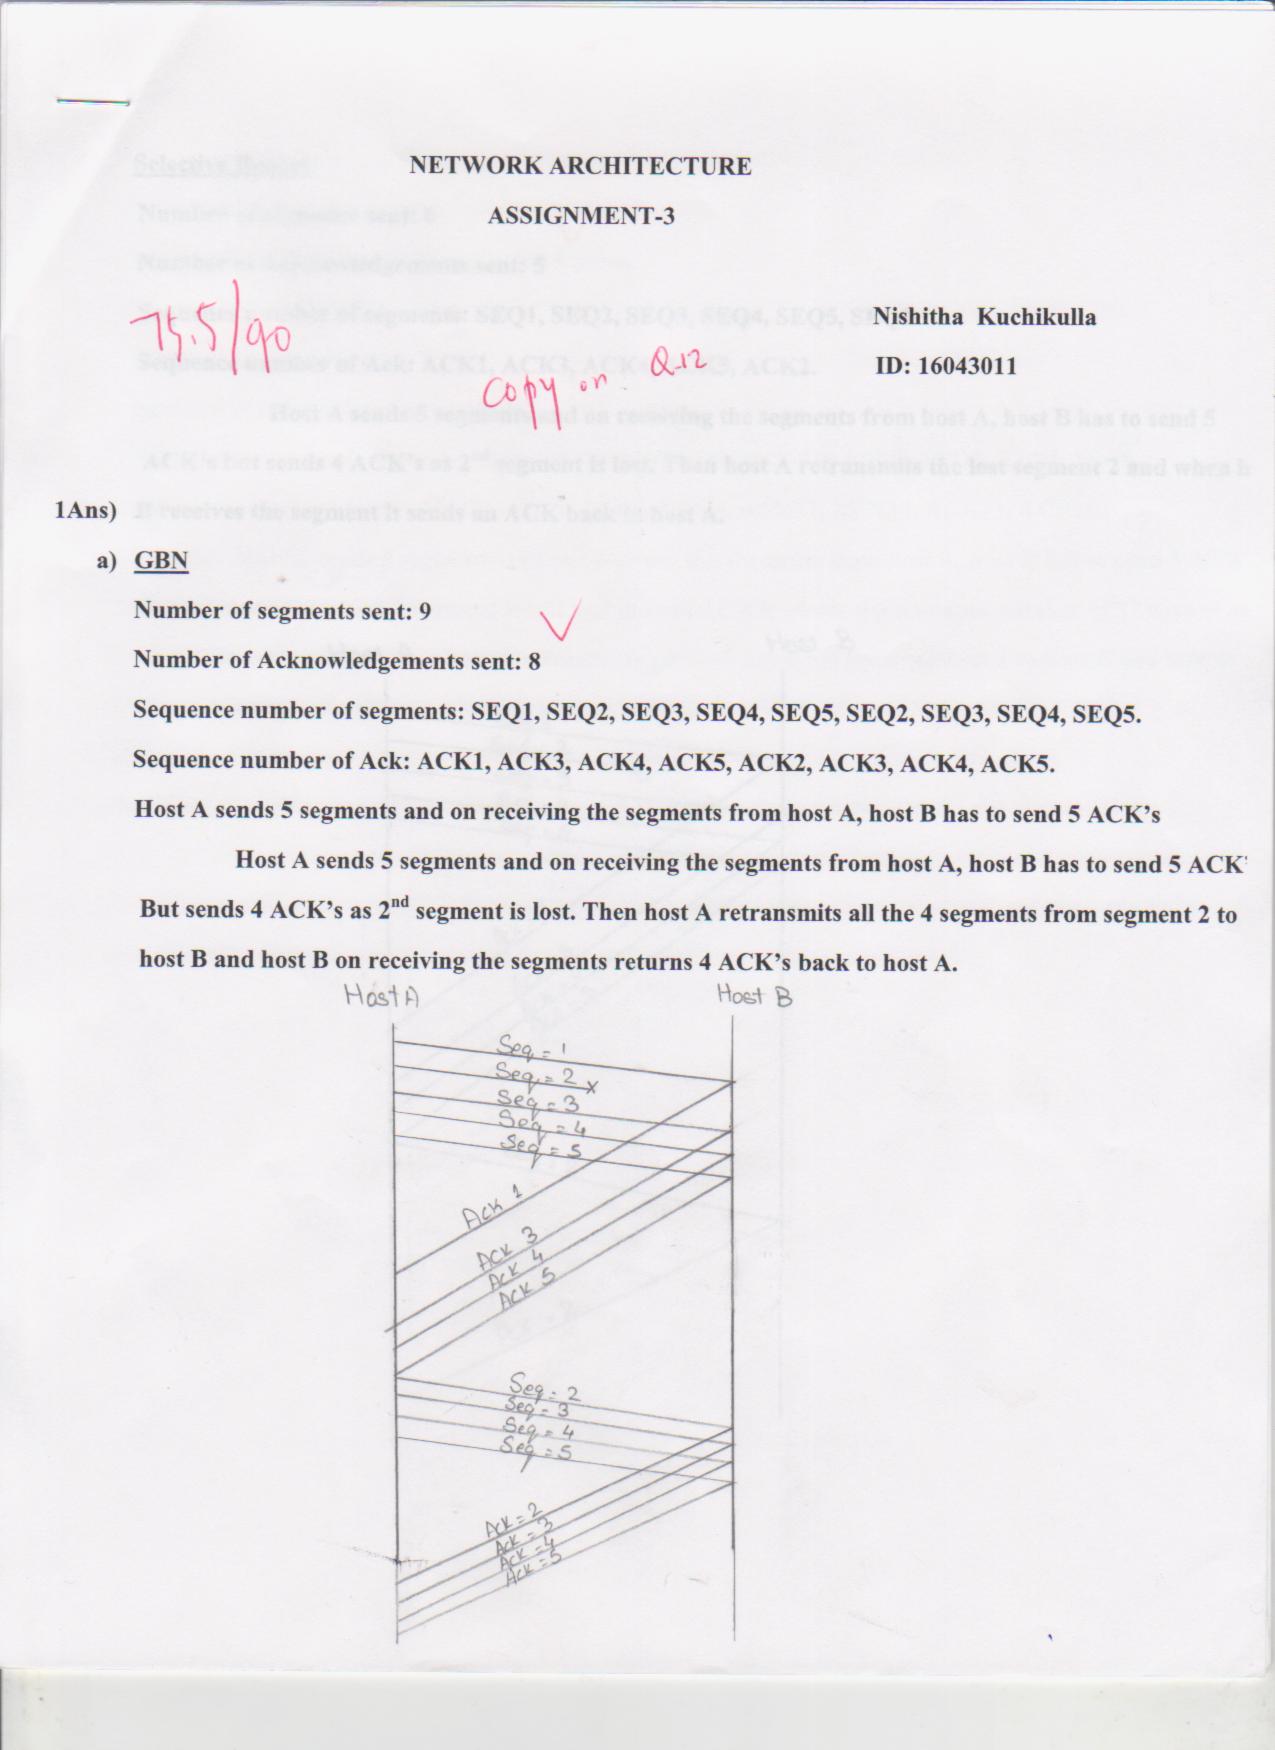 NETWORK ARCHITECTURE
ASSIGNMENT-3
75.5/90
Nishitha Kuchikulla
copy on Q.12
ID: 16043011
1Ans)
a) GBN
Number of segments sent: 9
Number of Acknowledgements sent: 8
Sequence number of segments: SEQ1, SEQ2, SEQ3, SEQ4, SEQ5, SEQ2, SEQ3, SEQ4, SEQ5.
Sequence number of Ack: ACK1, ACK3, ACK4, ACK5, ACK2, ACK3, ACK4, ACK5.
Host A sends 5 segments and on receiving the segments from host A, host B has to send 5 ACK's
Host A sends 5 segments and on receiving the segments from host A, host B has to send 5 ACK'
But sends 4 ACK's as 2nd segment is lost. Then host A retransmits all the 4 segments from segment 2 to
host B and host B on receiving the segments returns 4 ACK's back to host A.
Host A Host B
Seq = 1
Seq = 2 x
Seq = 3
Seq = 4
Seq = 5
Ack 1
Ack 3
Ack 4
Ack 5
Seq = 2
Seq = 3
Seq = 4
Seq = 5
Ack = 2
Ack = 3
Ack = 4
Ack = 5